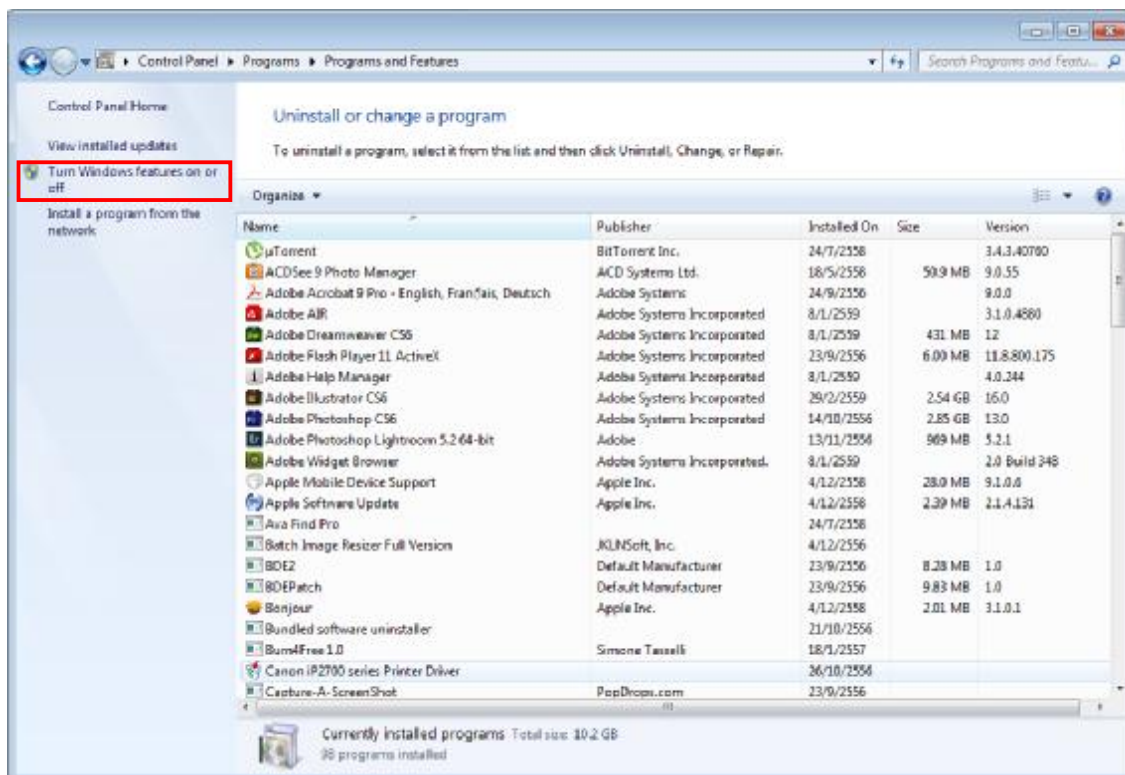 Control Panel ▸ Programs ▸ Programs and Features
Search Programs and Featu...
Control Panel Home
View installed updates
Turn Windows features on or
off
Install a program from the
network
Uninstall or change a program
To uninstall a program, select it from the list and then click Uninstall, Change, or Repair.
Organize
Name Publisher Installed On Size Version
µTorrent BitTorrent Inc. 24/7/2558 3.4.3.40760
ACDSee 9 Photo Manager ACD Systems Ltd. 18/5/2558 50.9 MB 9.0.55
Adobe Acrobat 9 Pro - English, Français, Deutsch Adobe Systems 24/9/2556 9.0.0
Adobe AIR Adobe Systems Incorporated 8/1/2559 3.1.0.4880
Adobe Dreamweaver CS6 Adobe Systems Incorporated 8/1/2559 431 MB 12
Adobe Flash Player 11 ActiveX Adobe Systems Incorporated 23/9/2556 6.00 MB 11.8.800.175
Adobe Help Manager Adobe Systems Incorporated 8/1/2559 4.0.244
Adobe Illustrator CS6 Adobe Systems Incorporated 29/2/2559 2.54 GB 16.0
Adobe Photoshop CS6 Adobe Systems Incorporated 14/10/2556 2.85 GB 13.0
Adobe Photoshop Lightroom 5.2 64-bit Adobe 13/11/2556 969 MB 5.2.1
Adobe Widget Browser Adobe Systems Incorporated. 8/1/2559 2.0 Build 348
Apple Mobile Device Support Apple Inc. 4/12/2558 28.0 MB 9.1.0.6
Apple Software Update Apple Inc. 4/12/2558 2.39 MB 2.1.4.131
Ava Find Pro 24/7/2558
Batch Image Resizer Full Version JKLNSoft, Inc. 4/12/2556
BDE2 Default Manufacturer 23/9/2556 8.28 MB 1.0
BDEPatch Default Manufacturer 23/9/2556 9.83 MB 1.0
Bonjour Apple Inc. 4/12/2558 2.01 MB 3.1.0.1
Bundled software uninstaller 21/10/2556
Burn4Free 1.0 Simone Tasselli 18/1/2557
Canon iP2700 series Printer Driver 26/10/2556
Capture-A-ScreenShot PopDrops.com 23/9/2556
Currently installed programs Total size: 10.2 GB
98 programs installed